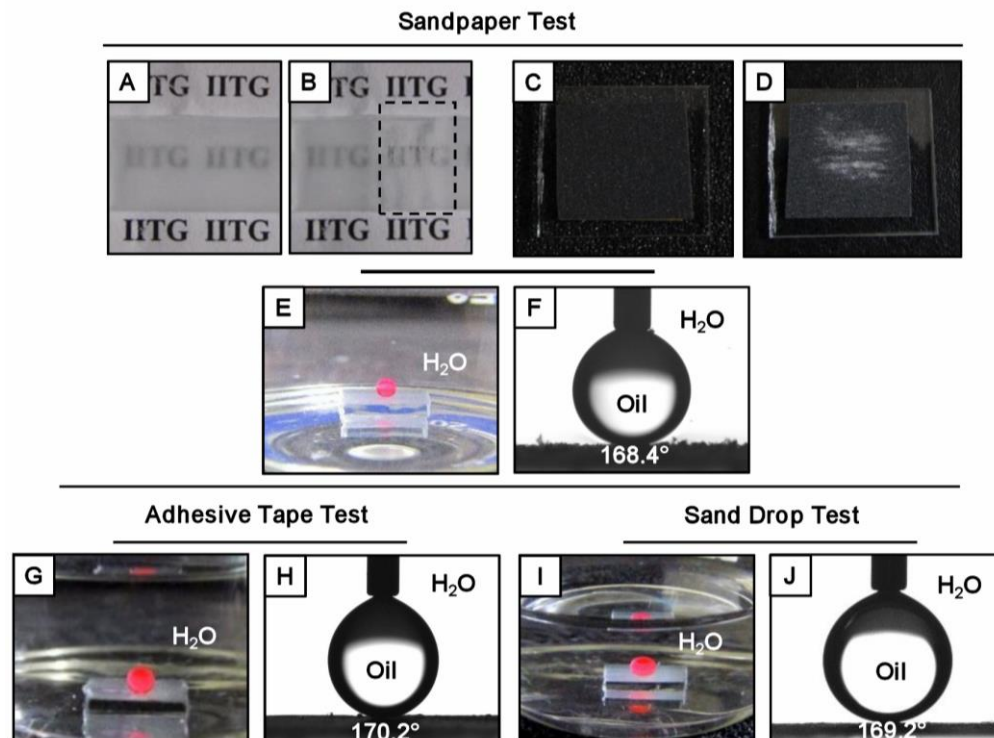 Sandpaper Test
A
TG IITG
IITG IITG
IITG IITG
B
TG IITG
IITG IITG
IITG IITG
C
D
E
H₂O
F
H₂O
Oil
168.4°
Adhesive Tape Test
Sand Drop Test
G
H₂O
H
H₂O
Oil
170.2°
I
H₂O
J
H₂O
Oil
169.2°